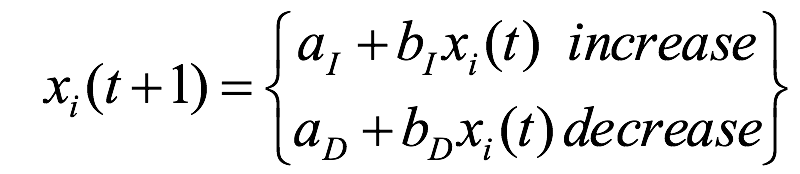 x_i(t+1) = { a_I + b_I x_i(t) increase
a_D + b_D x_i(t) decrease }